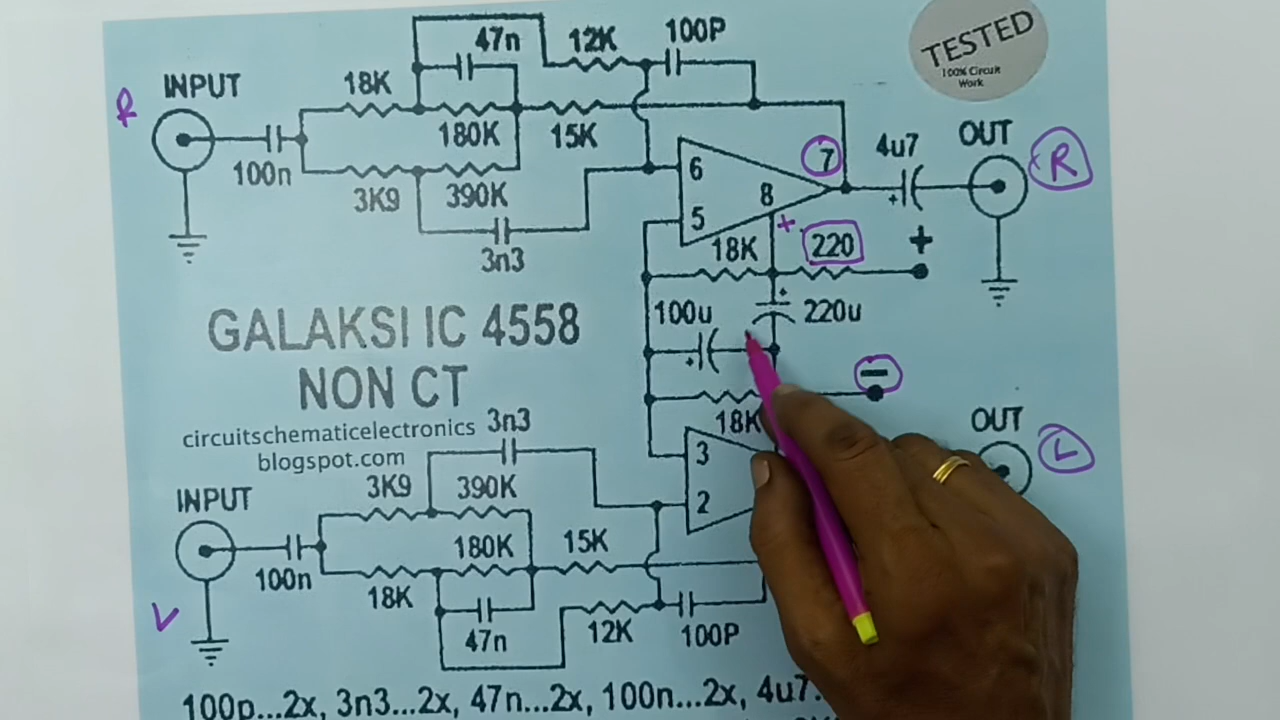 TESTED
100% Circuit
Work
47n
12K
100P
INPUT
R
18K
180K
15K
100n
3K9
390K
3n3
7
6
8
5
4u7
OUT
R
+
18K
220
+
100u
220u
−
18K
GALAKSI IC 4558
NON CT
circuitschematicelectronics
blogspot.com
3n3
3K9
390K
INPUT
3
2
OUT
L
180K
15K
100n
18K
47n
12K
100P
100p...2x, 3n3...2x, 47n...2x, 100n...2x, 4u7